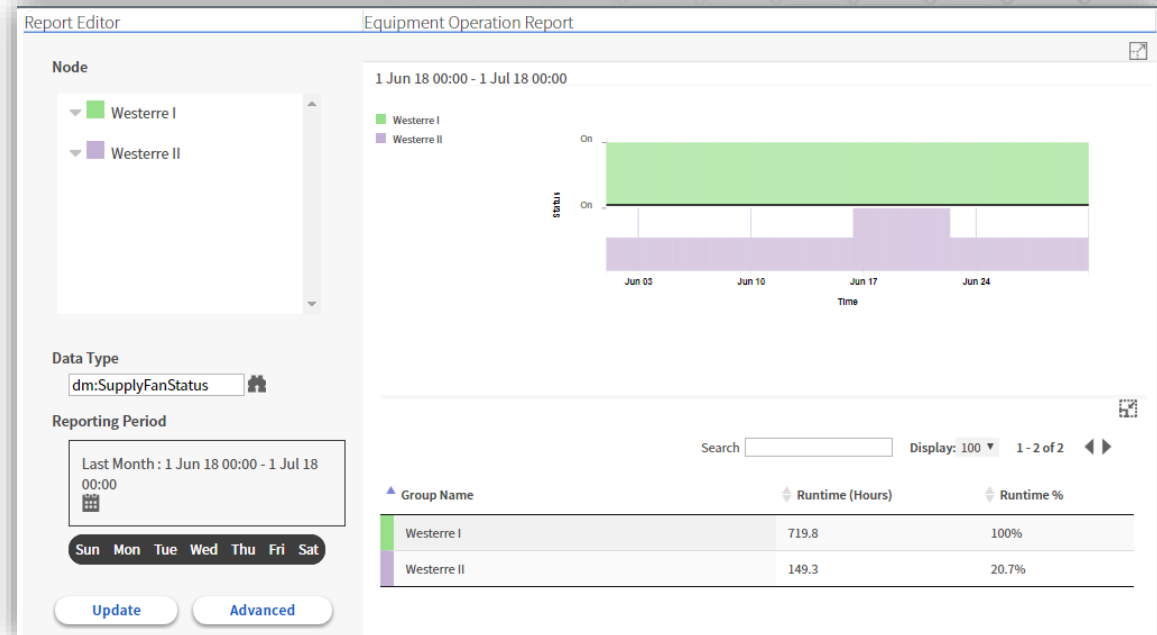 Report Editor
Equipment Operation Report
Node
Westerre I
Westerre II
Data Type
dm:SupplyFanStatus
Reporting Period
Last Month : 1 Jun 18 00:00 - 1 Jul 18
00:00
Sun Mon Tue Wed Thu Fri Sat
Update Advanced
1 Jun 18 00:00 - 1 Jul 18 00:00
Westerre I
Westerre II
On
Status
On
Jun 03 Jun 10 Jun 17 Jun 24
Time
Search Display: 100 1 - 2 of 2
Group Name Runtime (Hours) Runtime %
Westerre I 719.8 100%
Westerre II 149.3 20.7%